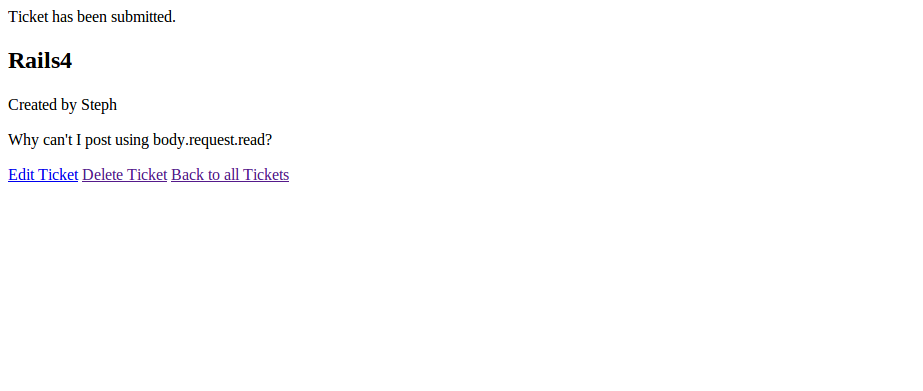 Ticket has been submitted.
Rails4
Created by Steph
Why can't I post using body.request.read?
Edit Ticket Delete Ticket Back to all Tickets